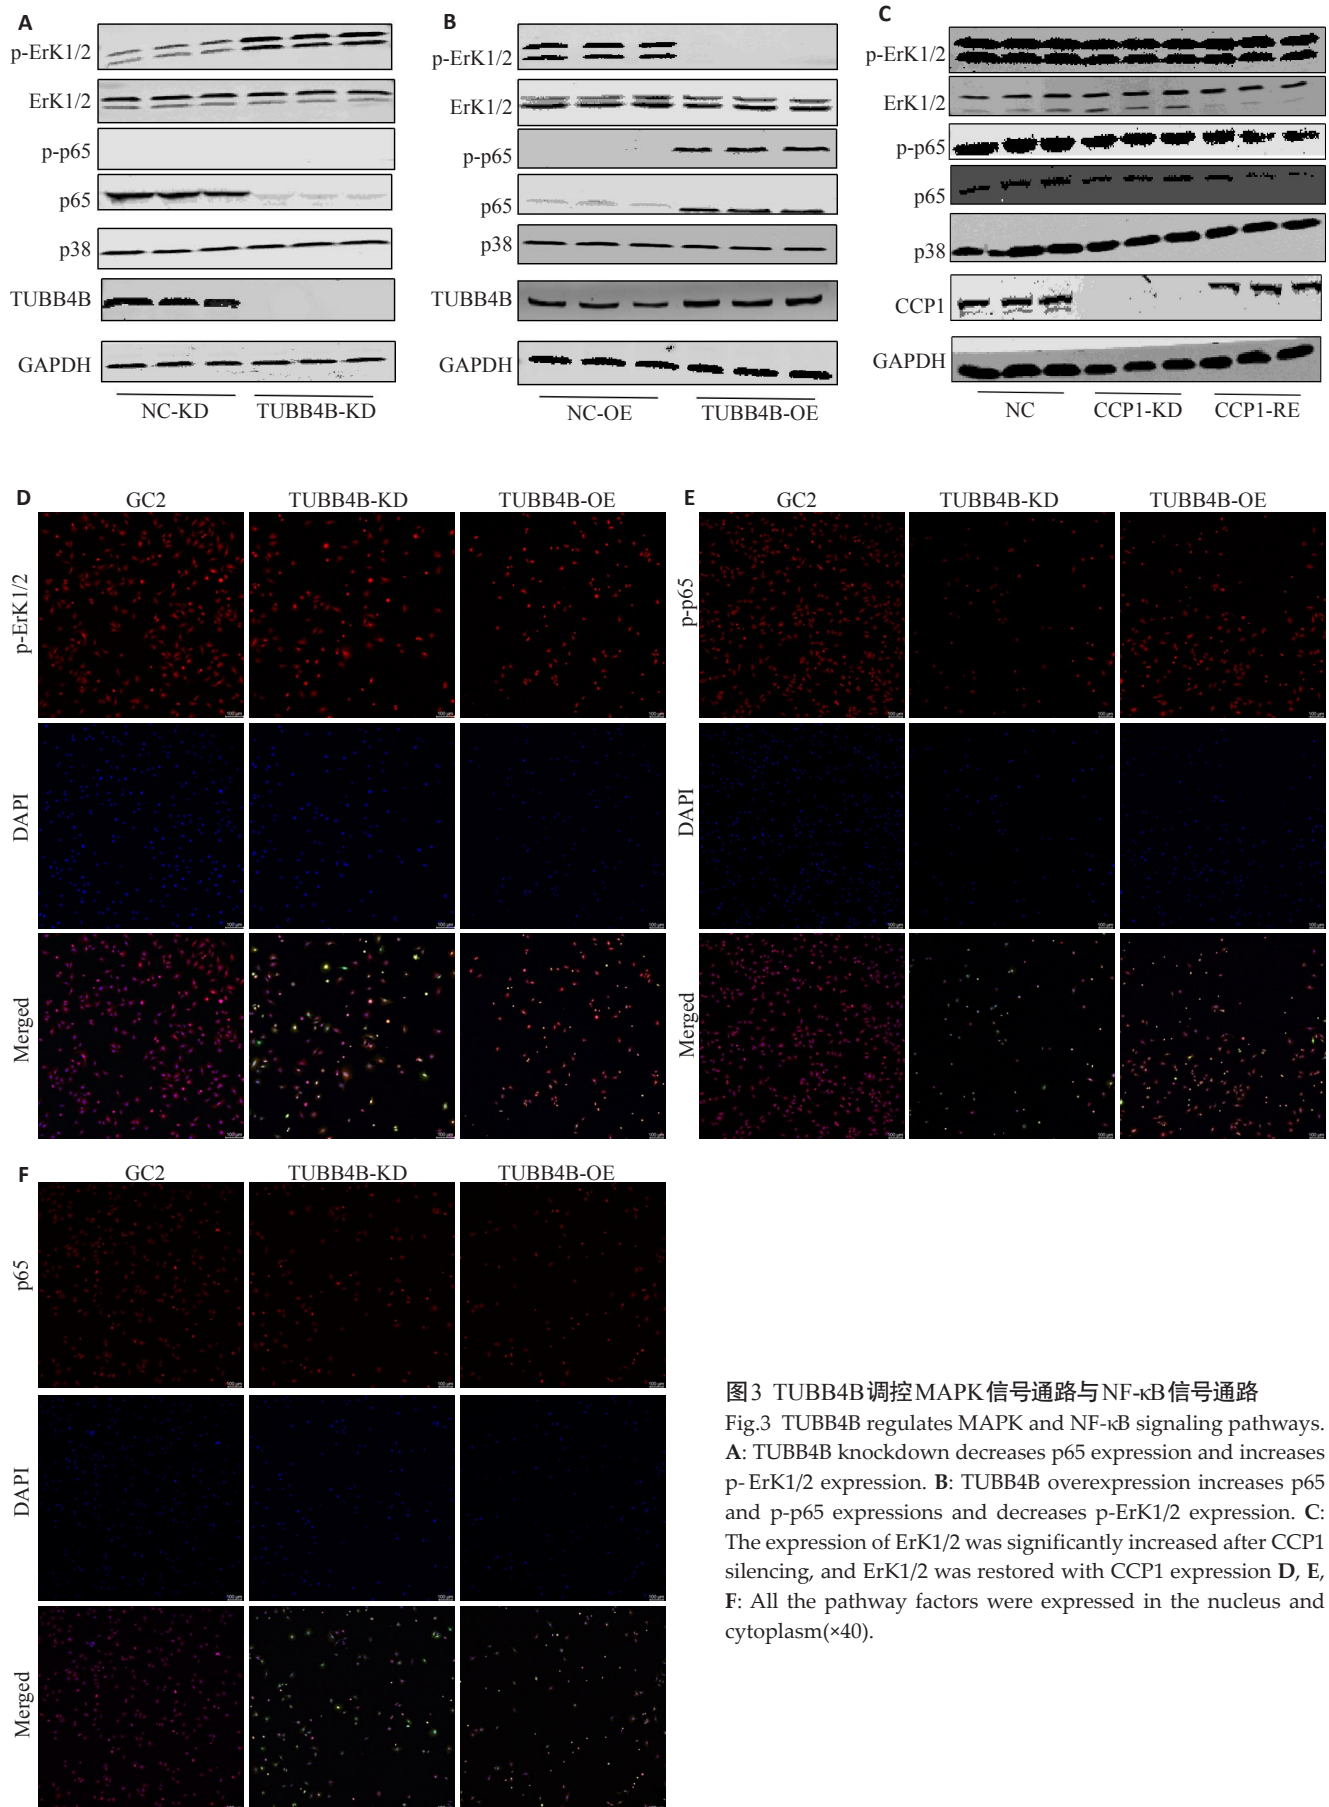 A
p-ErK1/2
ErK1/2
p-p65
p65
p38
TUBB4B
GAPDH
NC-KD TUBB4B-KD
B
p-ErK1/2
ErK1/2
p-p65
p65
p38
TUBB4B
GAPDH
NC-OE TUBB4B-OE
C
p-ErK1/2
ErK1/2
p-p65
p65
p38
CCP1
GAPDH
NC CCP1-KD CCP1-RE
D GC2 TUBB4B-KD TUBB4B-OE
p-ErK1/2
DAPI
Merged
E GC2 TUBB4B-KD TUBB4B-OE
p-p65
DAPI
Merged
F GC2 TUBB4B-KD TUBB4B-OE
p65
DAPI
Merged
图3 TUBB4B调控MAPK信号通路与NF-κB信号通路
Fig.3 TUBB4B regulates MAPK and NF-κB signaling pathways.
A: TUBB4B knockdown decreases p65 expression and increases
p- ErK1/2 expression. B: TUBB4B overexpression increases p65
and p-p65 expressions and decreases p-ErK1/2 expression. C:
The expression of ErK1/2 was significantly increased after CCP1
silencing, and ErK1/2 was restored with CCP1 expression D, E,
F: All the pathway factors were expressed in the nucleus and
cytoplasm(×40).